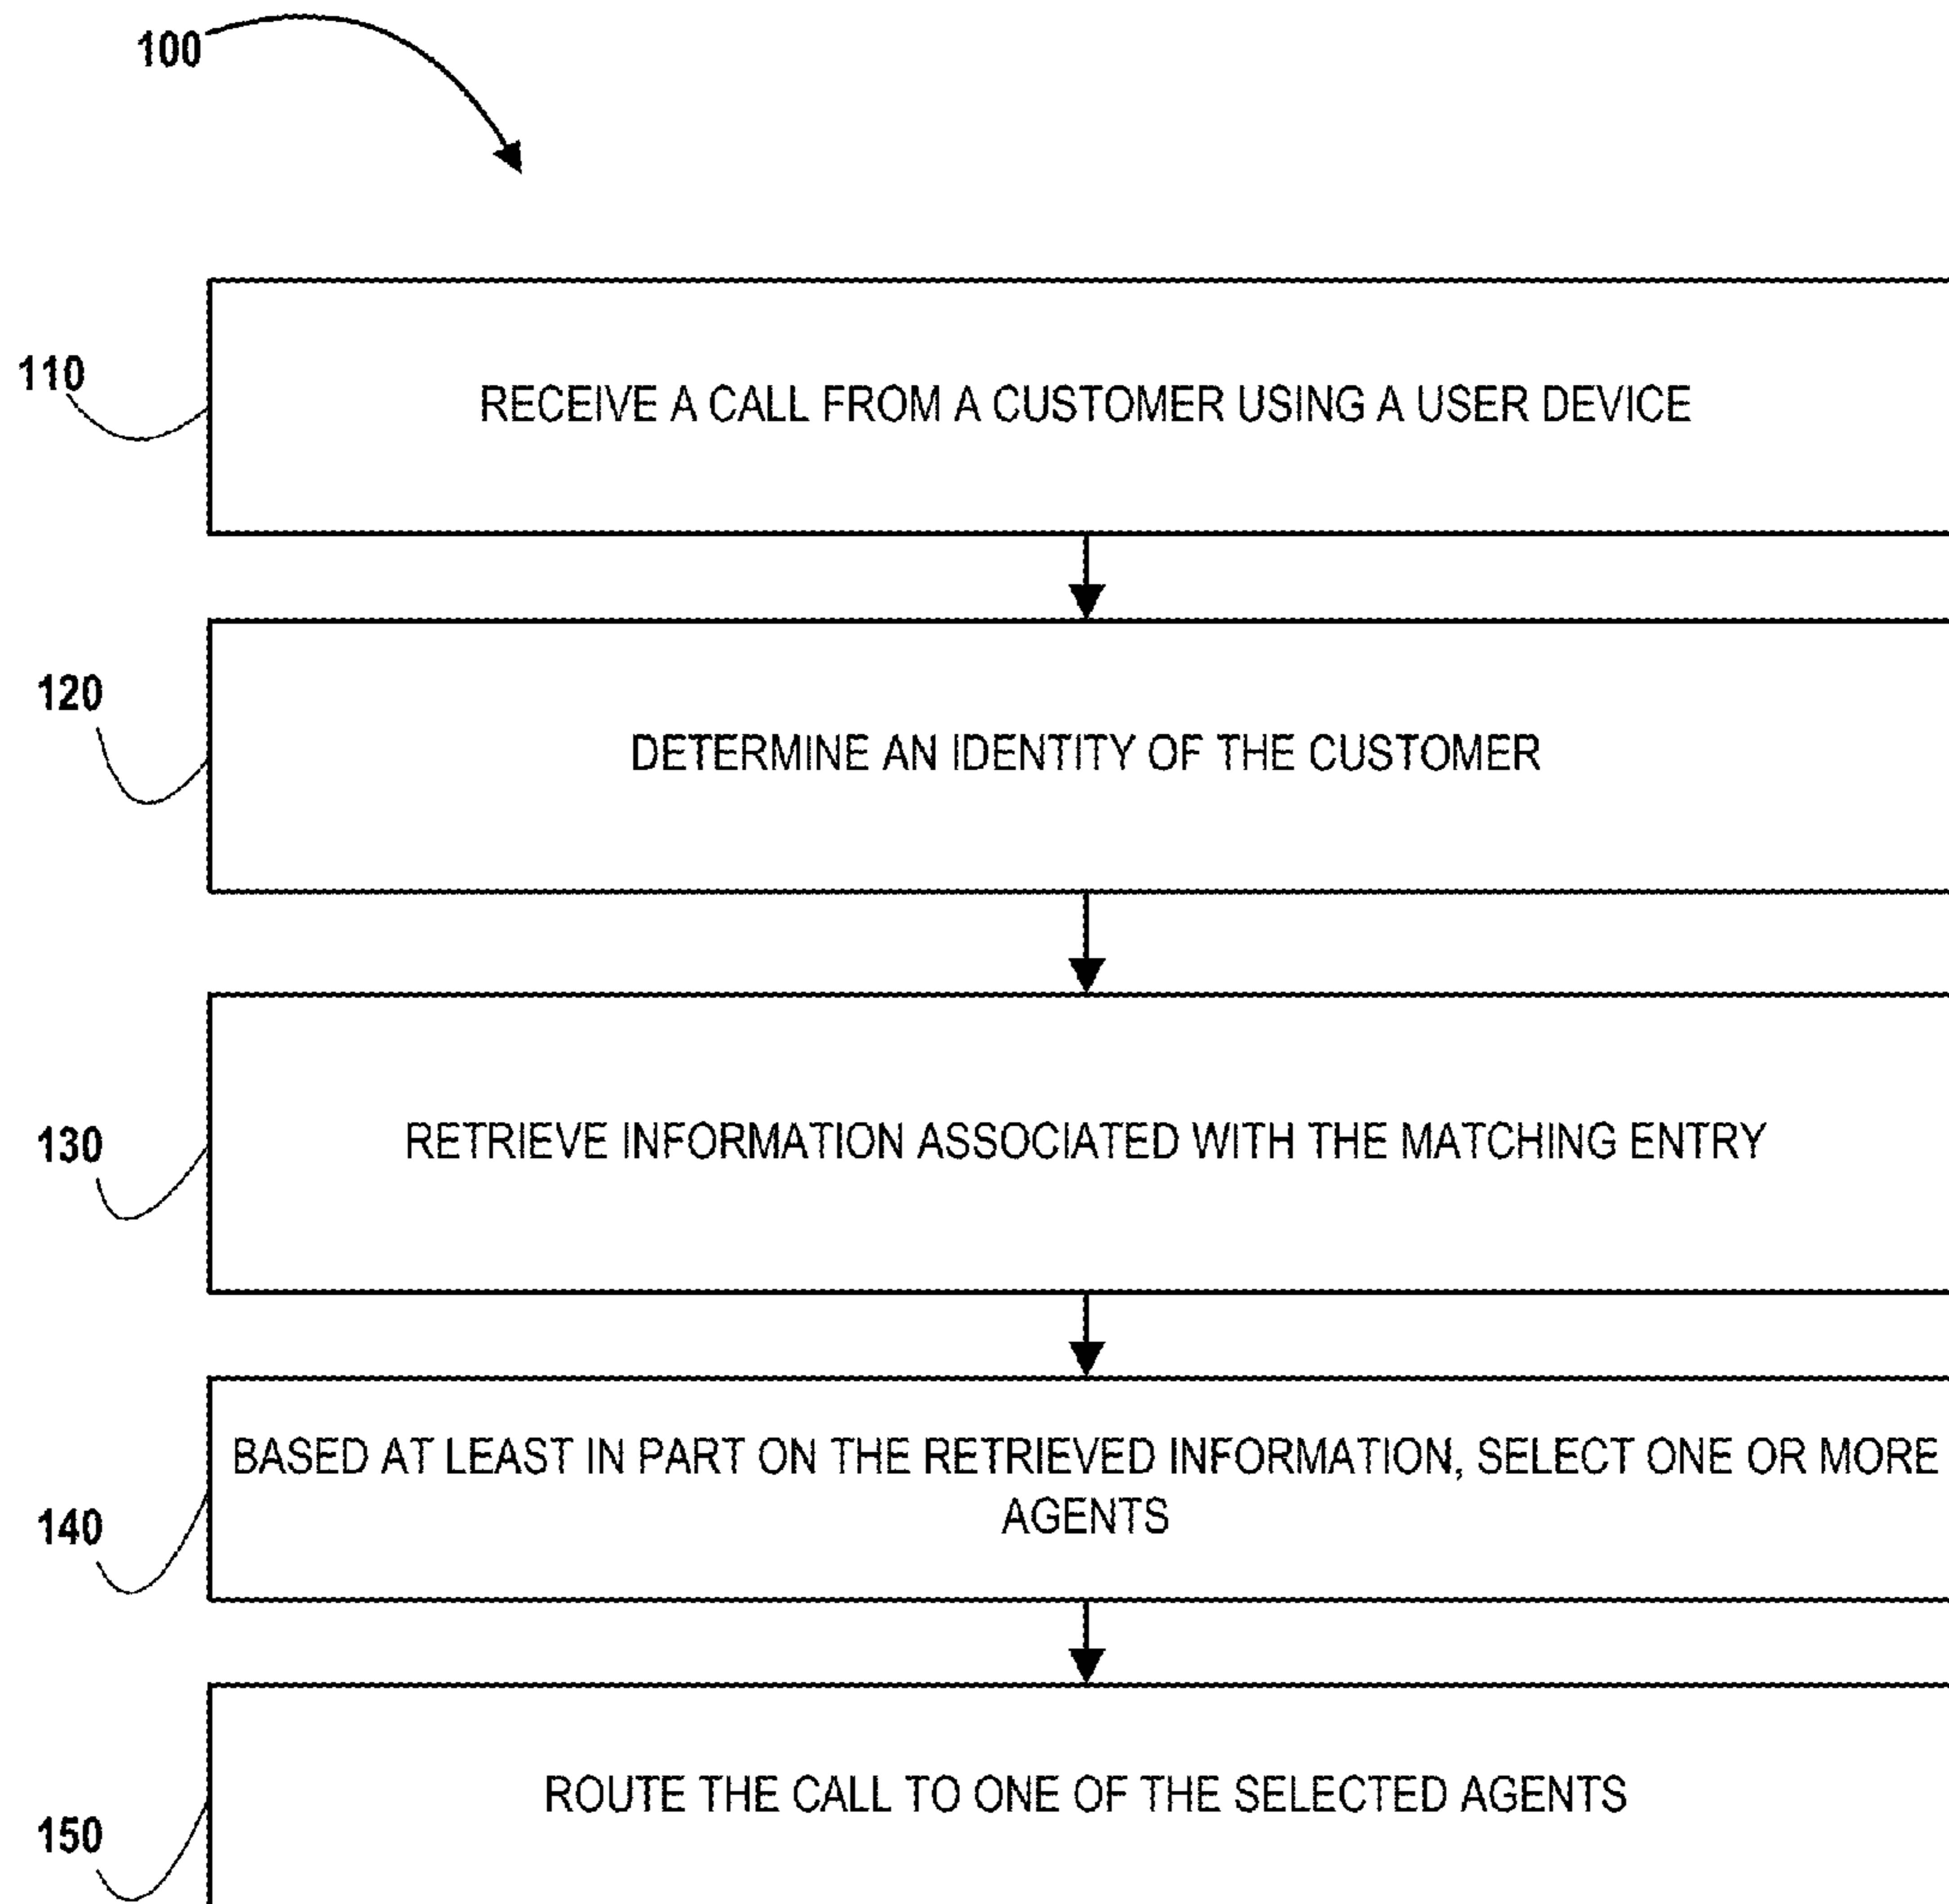 100
110
RECEIVE A CALL FROM A CUSTOMER USING A USER DEVICE
120
DETERMINE AN IDENTITY OF THE CUSTOMER
130
RETRIEVE INFORMATION ASSOCIATED WITH THE MATCHING ENTRY
140
BASED AT LEAST IN PART ON THE RETRIEVED INFORMATION, SELECT ONE OR MORE
AGENTS
150
ROUTE THE CALL TO ONE OF THE SELECTED AGENTS